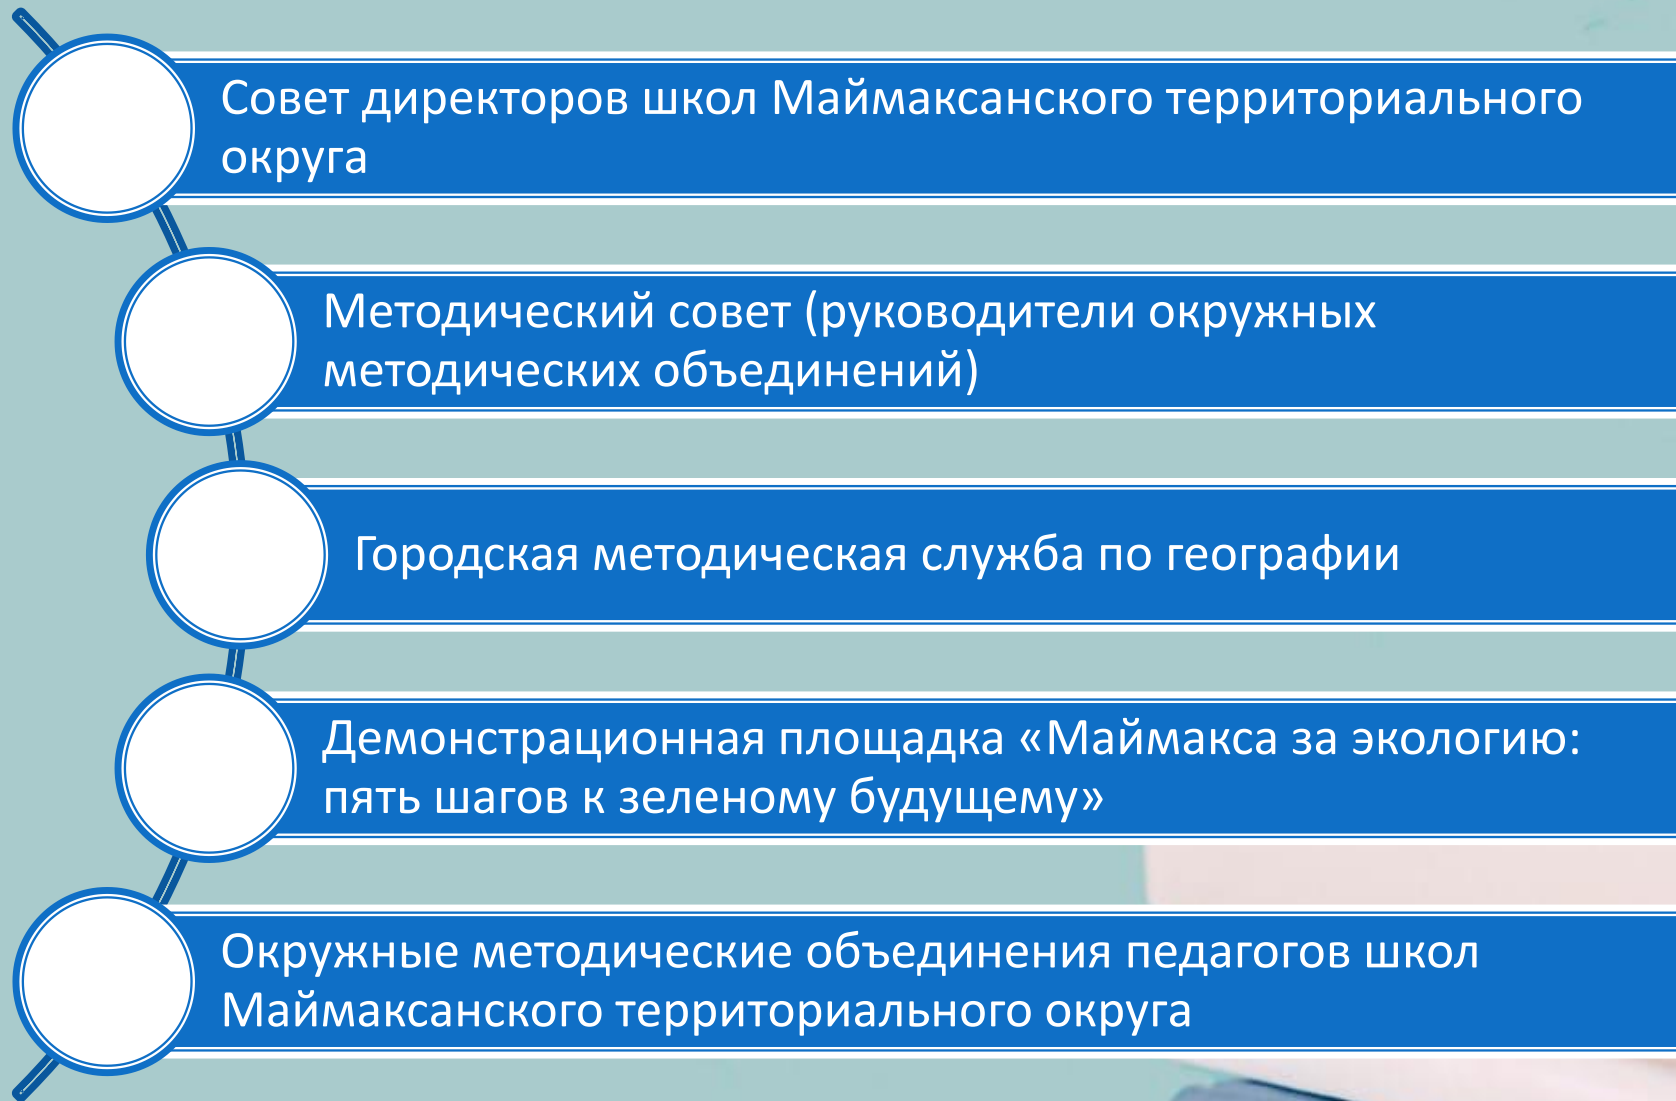 Совет директоров школ Маймаксанского территориального
округа
Методический совет (руководители окружных
методических объединений)
Городская методическая служба по географии
Демонстрационная площадка «Маймакса за экологию:
пять шагов к зеленому будущему»
Окружные методические объединения педагогов школ
Маймаксанского территориального округа